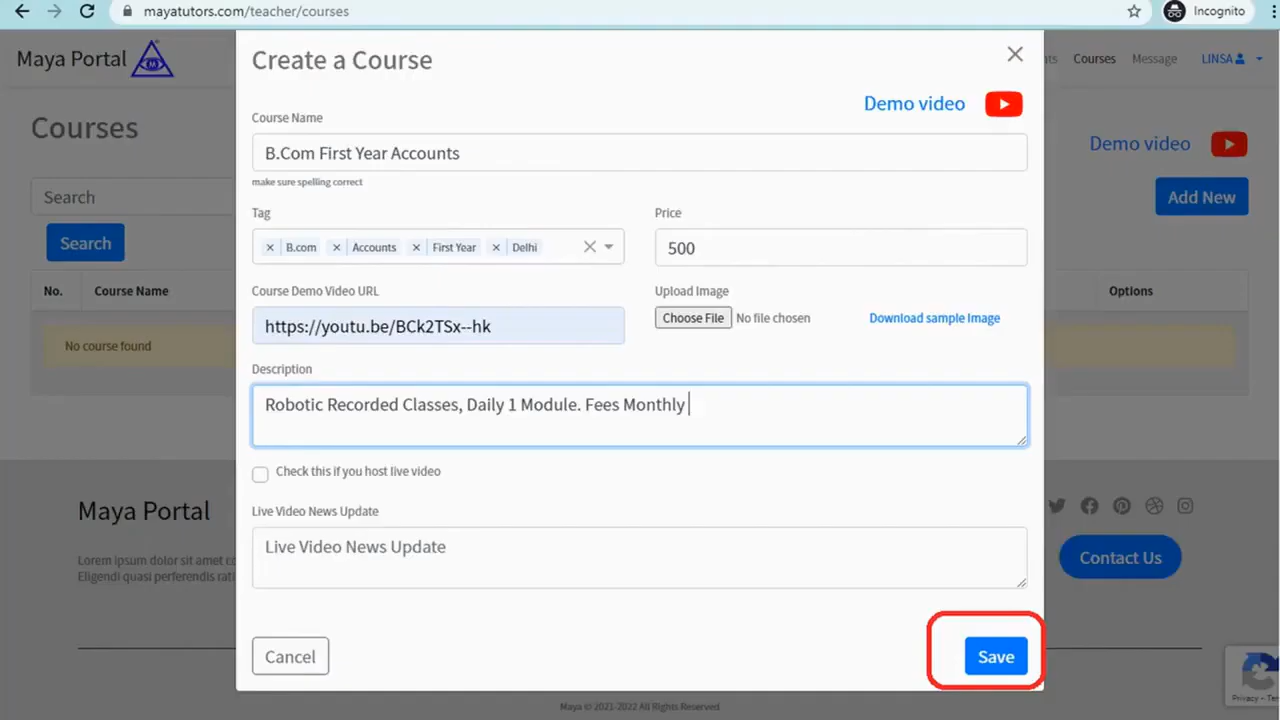 mayatutors.com/teacher/courses
Incognito
Maya Portal
M
Create a Course
nts Courses Message LINSA
Demo video
Courses
Course Name
Demo video
B.Com First Year Accounts
make sure spelling correct
Search
Add New
Tag
Price
Search
× B.com × Accounts × First Year × Delhi
500
No.
Course Name
Course Demo Video URL
Upload Image
Options
https://youtu.be/BCk2TSx--hk
Choose File No file chosen
Download sample Image
No course found
Description
Robotic Recorded Classes, Daily 1 Module. Fees Monthly
Check this if you host live video
Maya Portal
Live Video News Update
Live Video News Update
Lorem ipsum dolor sit amet co
Eligendi quasi perferendis rati
Contact Us
Cancel
Save
Privacy - Ter
Maya © 2021-2022 All Rights Reserved